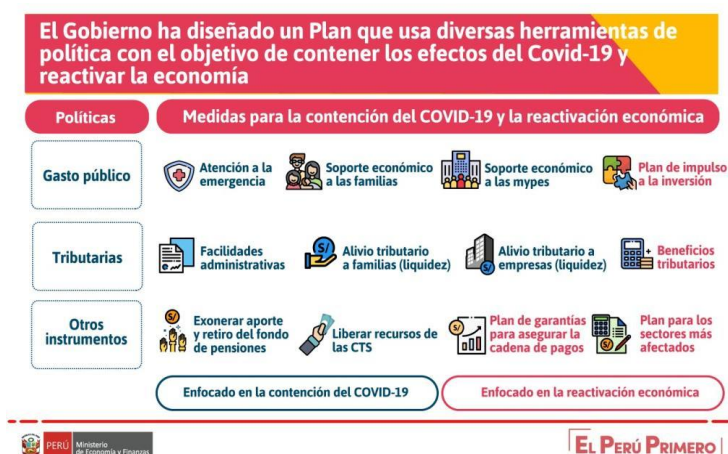 El Gobierno ha diseñado un Plan que usa diversas herramientas de
política con el objetivo de contener los efectos del Covid-19 y
reactivar la economía
Políticas
Medidas para la contención del COVID-19 y la reactivación económica
Gasto público
Atención a la
emergencia
Soporte económico
a las familias
Soporte económico
a las mypes
Plan de impulso
a la inversión
Tributarias
Facilidades
administrativas
S/
Alivio tributario
a familias (liquidez)
S/
Alivio tributario a
empresas (liquidez)
Beneficios
tributarios
Otros
instrumentos
S/
Exonerar aporte
y retiro del fondo
de pensiones
Liberar recursos de
las CTS
S/
Plan de garantías
para asegurar la
cadena de pagos
S/
Plan para los
sectores más
afectados
Enfocado en la contención del COVID-19
Enfocado en la reactivación económica
PERÚ
Ministerio
de Economía y Finanzas
EL PERÚ PRIMERO